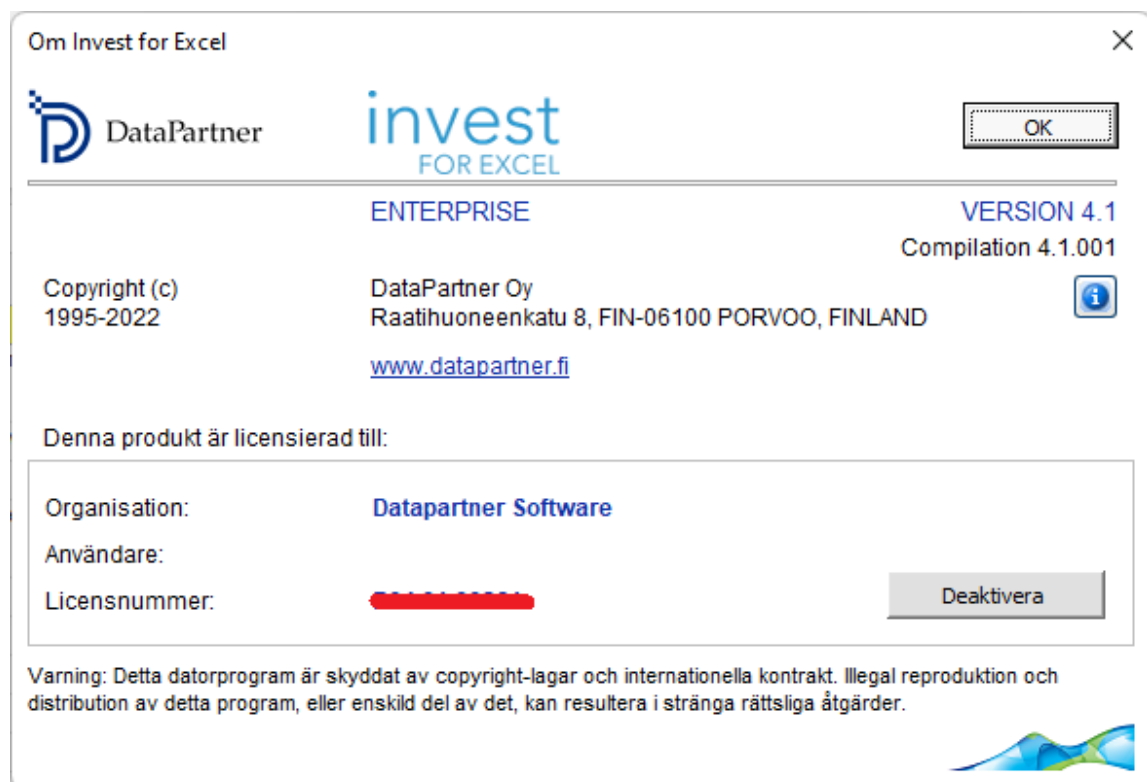 Om Invest for Excel
DataPartner
invest
FOR EXCEL
OK
ENTERPRISE
VERSION 4.1
Compilation 4.1.001
Copyright (c)
1995-2022
DataPartner Oy
Raatihuoneenkatu 8, FIN-06100 PORVOO, FINLAND
www.datapartner.fi
Denna produkt är licensierad till:
Organisation:
Datapartner Software
Användare:
Licensnummer:
Deaktivera
Varning: Detta datorprogram är skyddat av copyright-lagar och internationella kontrakt. Illegal reproduktion och
distribution av detta program, eller enskild del av det, kan resultera i stränga rättsliga åtgärder.